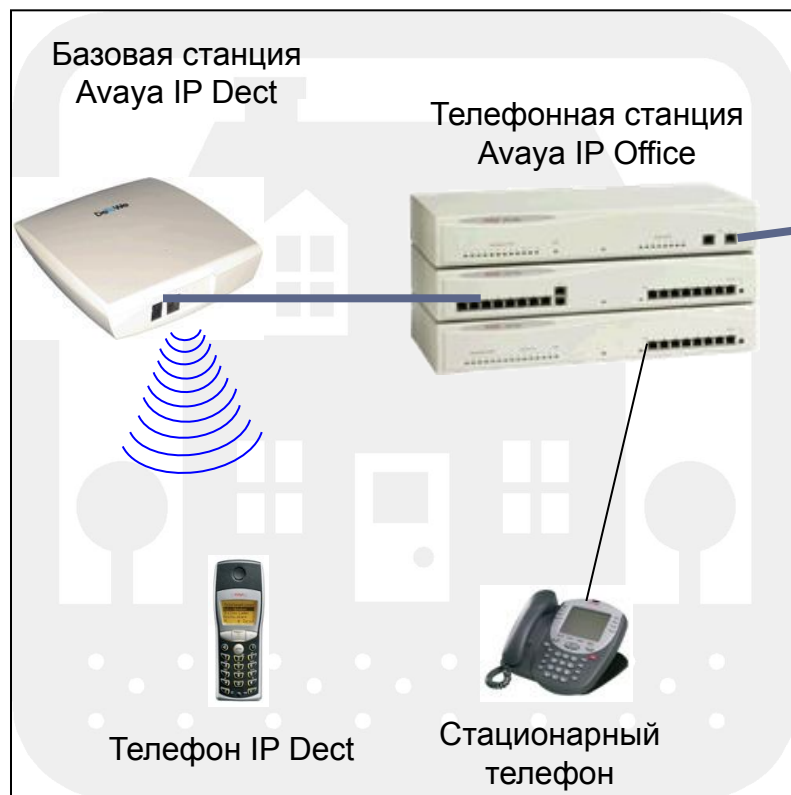 Базовая станция
Avaya IP Dect
Телефонная станция
Avaya IP Office
Телефон IP Dect
Стационарный
телефон